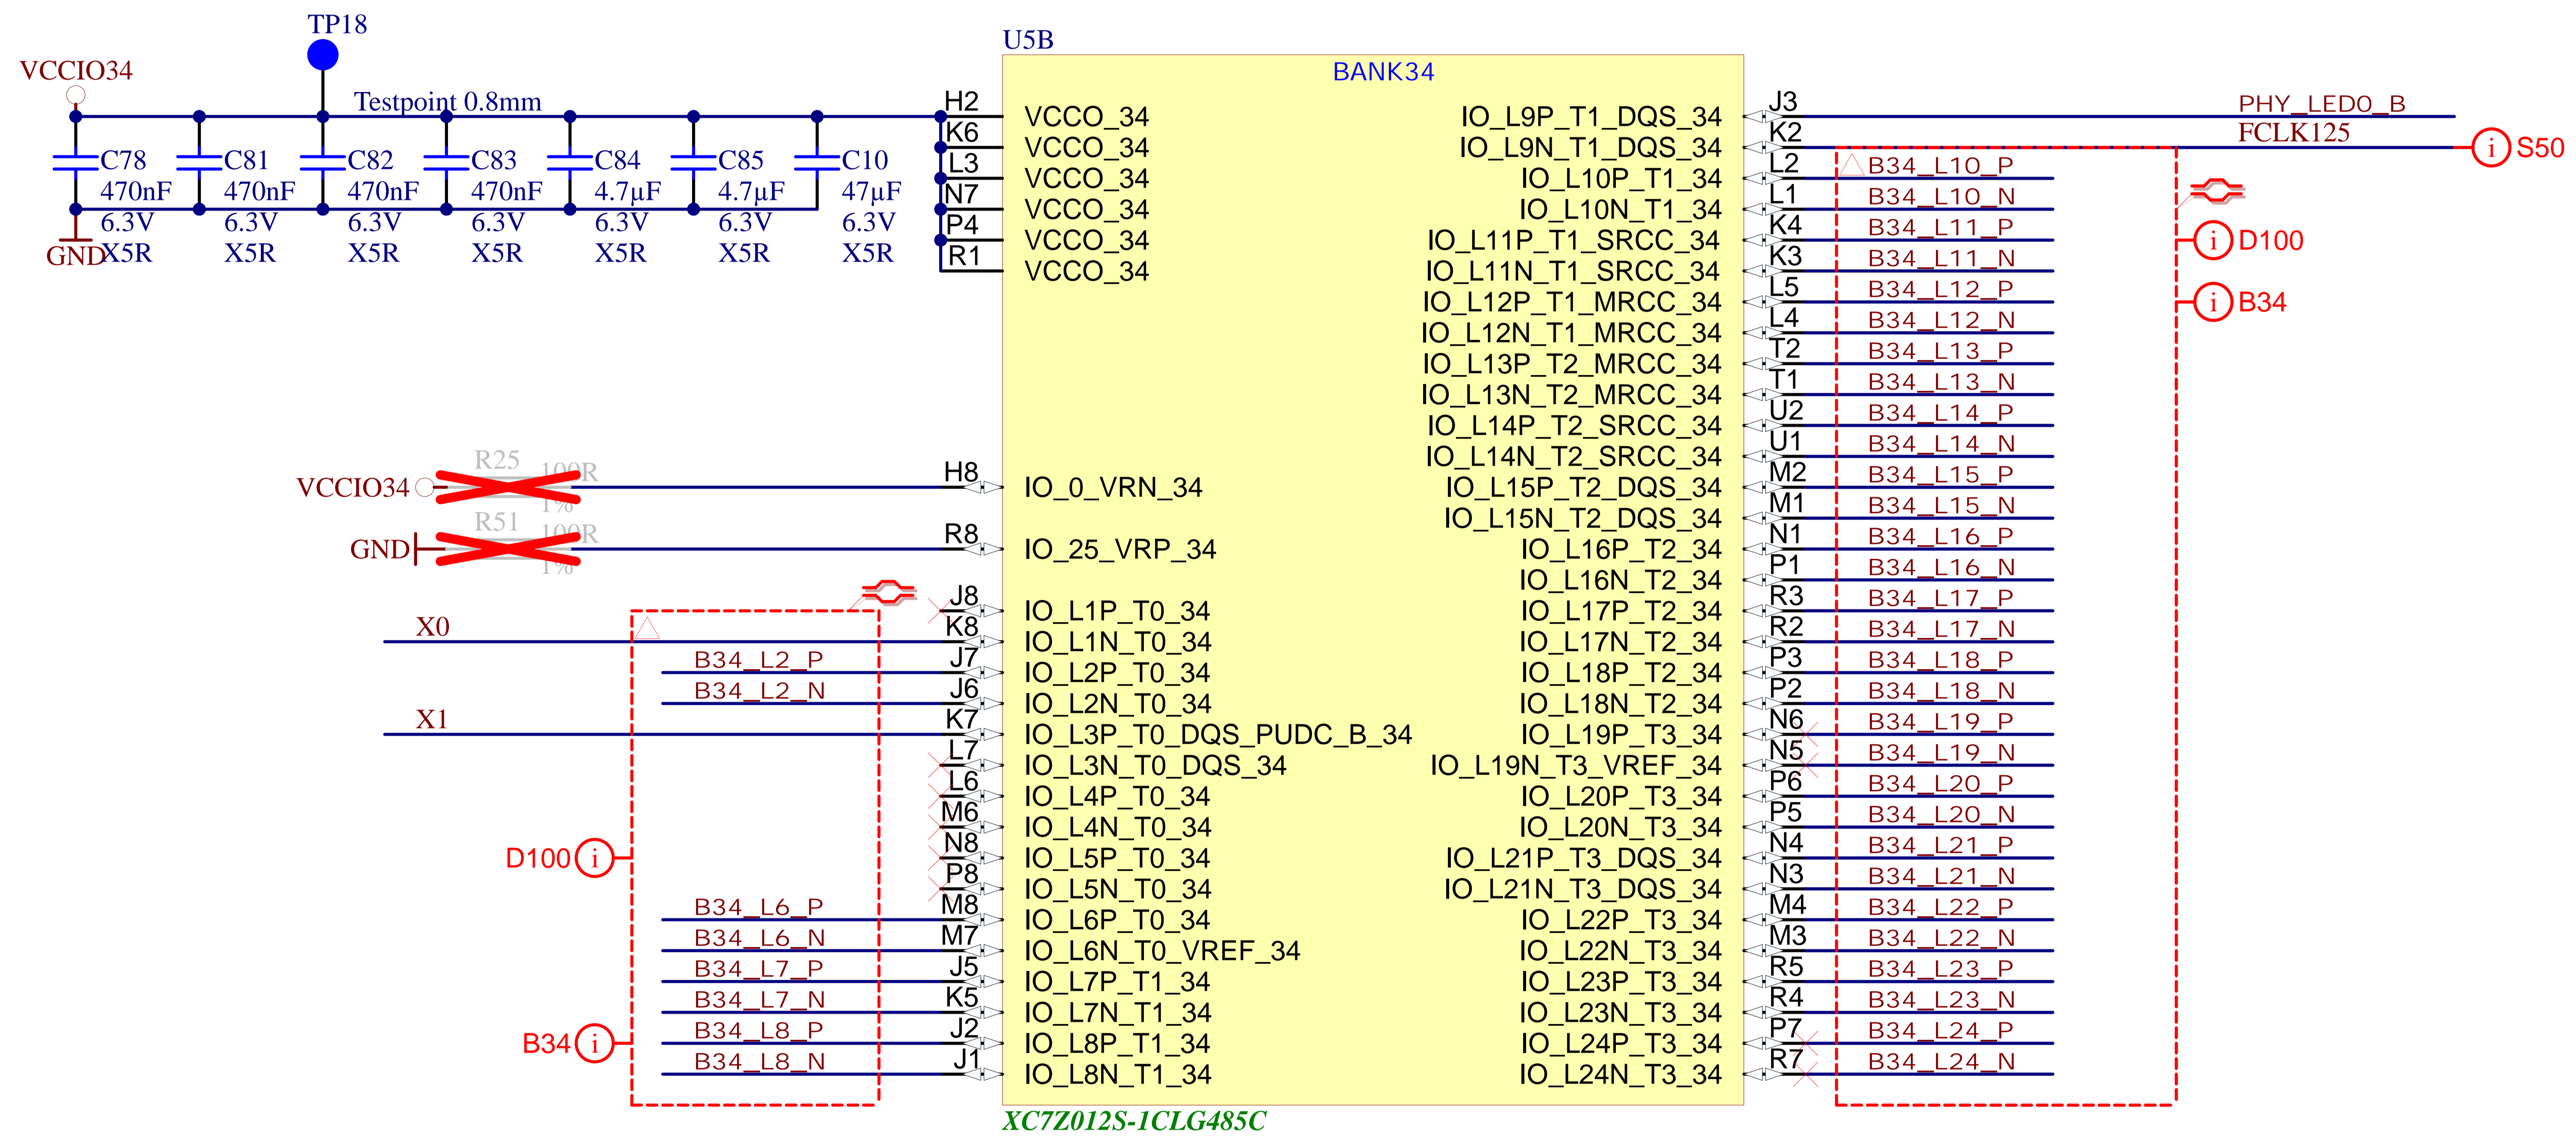 TP18
VCCIO34
Testpoint 0.8mm
C78 C81 C82 C83 C84 C85 C10
470nF 470nF 470nF 470nF 4.7µF 4.7µF 47µF
6.3V 6.3V 6.3V 6.3V 6.3V 6.3V 6.3V
GND X5R X5R X5R X5R X5R X5R X5R
U5B
BANK34
H2 VCCO_34
K6 VCCO_34
L3 VCCO_34
N7 VCCO_34
P4 VCCO_34
R1 VCCO_34
R25 100R
VCCIO34 H8 IO_0_VRN_34
1%
R51 100R
GND R8 IO_25_VRP_34
1%
J8 IO_L1P_T0_34
X0 K8 IO_L1N_T0_34
B34_L2_P J7 IO_L2P_T0_34
B34_L2_N J6 IO_L2N_T0_34
X1 K7 IO_L3P_T0_DQS_PUDC_B_34
L7 IO_L3N_T0_DQS_34
L6 IO_L4P_T0_34
M6 IO_L4N_T0_34
D100 i N8 IO_L5P_T0_34
P8 IO_L5N_T0_34
B34_L6_P M8 IO_L6P_T0_34
B34_L6_N M7 IO_L6N_T0_VREF_34
B34_L7_P J5 IO_L7P_T1_34
B34_L7_N K5 IO_L7N_T1_34
B34 i B34_L8_P J2 IO_L8P_T1_34
B34_L8_N J1 IO_L8N_T1_34
IO_L9P_T1_DQS_34 J3 PHY_LED0_B
IO_L9N_T1_DQS_34 K2 FCLK125 i S50
IO_L10P_T1_34 L2 B34_L10_P
IO_L10N_T1_34 L1 B34_L10_N
IO_L11P_T1_SRCC_34 K4 B34_L11_P i D100
IO_L11N_T1_SRCC_34 K3 B34_L11_N
IO_L12P_T1_MRCC_34 L5 B34_L12_P i B34
IO_L12N_T1_MRCC_34 L4 B34_L12_N
IO_L13P_T2_MRCC_34 T2 B34_L13_P
IO_L13N_T2_MRCC_34 T1 B34_L13_N
IO_L14P_T2_SRCC_34 U2 B34_L14_P
IO_L14N_T2_SRCC_34 U1 B34_L14_N
IO_L15P_T2_DQS_34 M2 B34_L15_P
IO_L15N_T2_DQS_34 M1 B34_L15_N
IO_L16P_T2_34 N1 B34_L16_P
IO_L16N_T2_34 P1 B34_L16_N
IO_L17P_T2_34 R3 B34_L17_P
IO_L17N_T2_34 R2 B34_L17_N
IO_L18P_T2_34 P3 B34_L18_P
IO_L18N_T2_34 P2 B34_L18_N
IO_L19P_T3_34 N6 B34_L19_P
IO_L19N_T3_VREF_34 N5 B34_L19_N
IO_L20P_T3_34 P6 B34_L20_P
IO_L20N_T3_34 P5 B34_L20_N
IO_L21P_T3_DQS_34 N4 B34_L21_P
IO_L21N_T3_DQS_34 N3 B34_L21_N
IO_L22P_T3_34 M4 B34_L22_P
IO_L22N_T3_34 M3 B34_L22_N
IO_L23P_T3_34 R5 B34_L23_P
IO_L23N_T3_34 R4 B34_L23_N
IO_L24P_T3_34 P7 B34_L24_P
IO_L24N_T3_34 R7 B34_L24_N
XC7Z012S-1CLG485C